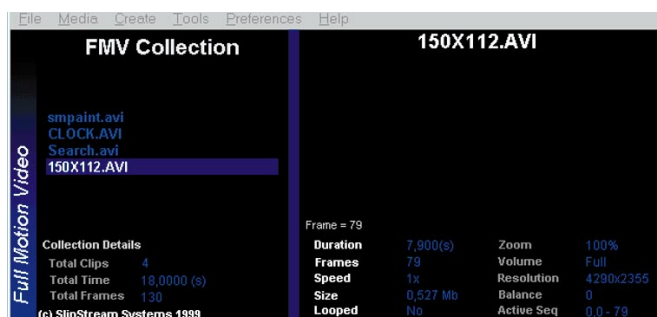 File Media Create Tools Preferences Help
FMV Collection
smpaint.avi
CLOCK.AVI
Search.avi
150X112.AVI
Collection Details
Total Clips 4
Total Time 18,0000 (s)
Total Frames 130
(c) SlipStream Systems 1999
Full Motion Video
150X112.AVI
Frame = 79
Duration 7,900(s) Zoom 100%
Frames 79 Volume Full
Speed 1x Resolution 4290x2355
Size 0,527 Mb Balance 0
Looped No Active Seq 0,0 - 79